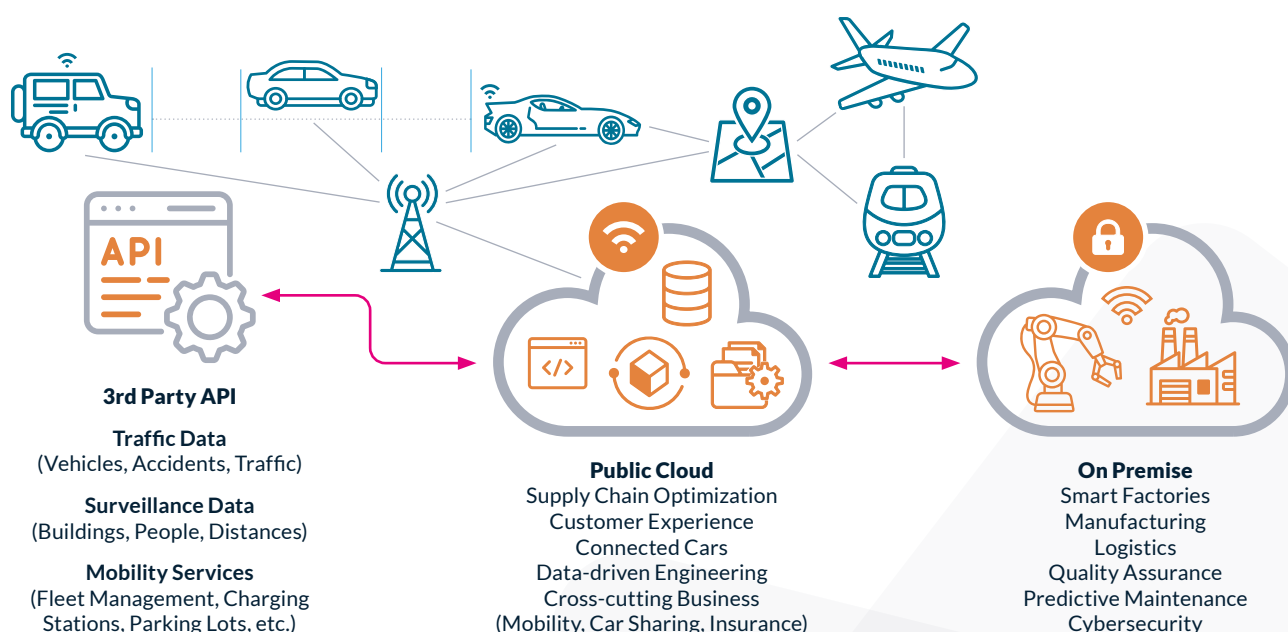 API
</>
3rd Party API
Traffic Data
(Vehicles, Accidents, Traffic)
Surveillance Data
(Buildings, People, Distances)
Mobility Services
(Fleet Management, Charging
Stations, Parking Lots, etc.)
Public Cloud
Supply Chain Optimization
Customer Experience
Connected Cars
Data-driven Engineering
Cross-cutting Business
(Mobility, Car Sharing, Insurance)
On Premise
Smart Factories
Manufacturing
Logistics
Quality Assurance
Predictive Maintenance
Cybersecurity